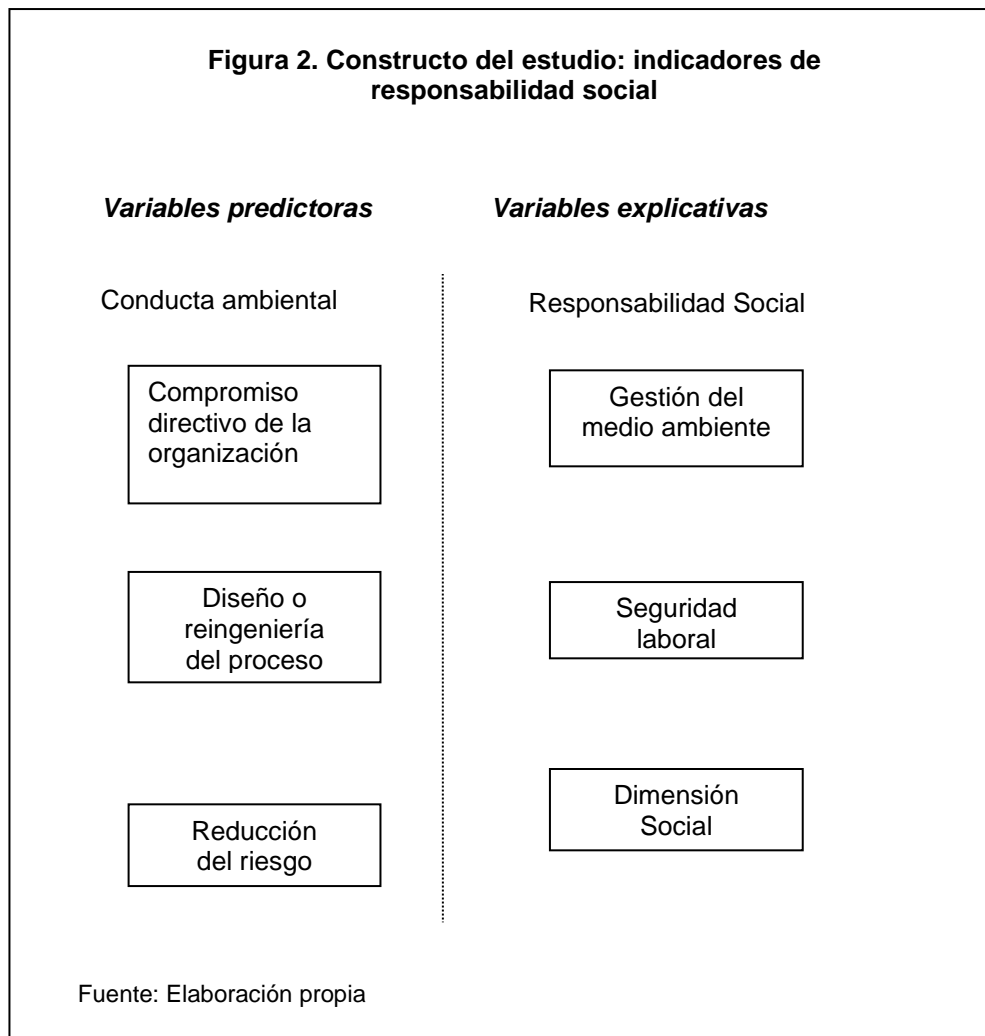 Figura 2. Constructo del estudio: indicadores de
responsabilidad social
Variables predictoras
Variables explicativas
Conducta ambiental
Responsabilidad Social
Compromiso
directivo de la
organización
Gestión del
medio ambiente
Diseño o
reingeniería
del proceso
Seguridad
laboral
Reducción
del riesgo
Dimensión
Social
Fuente: Elaboración propia